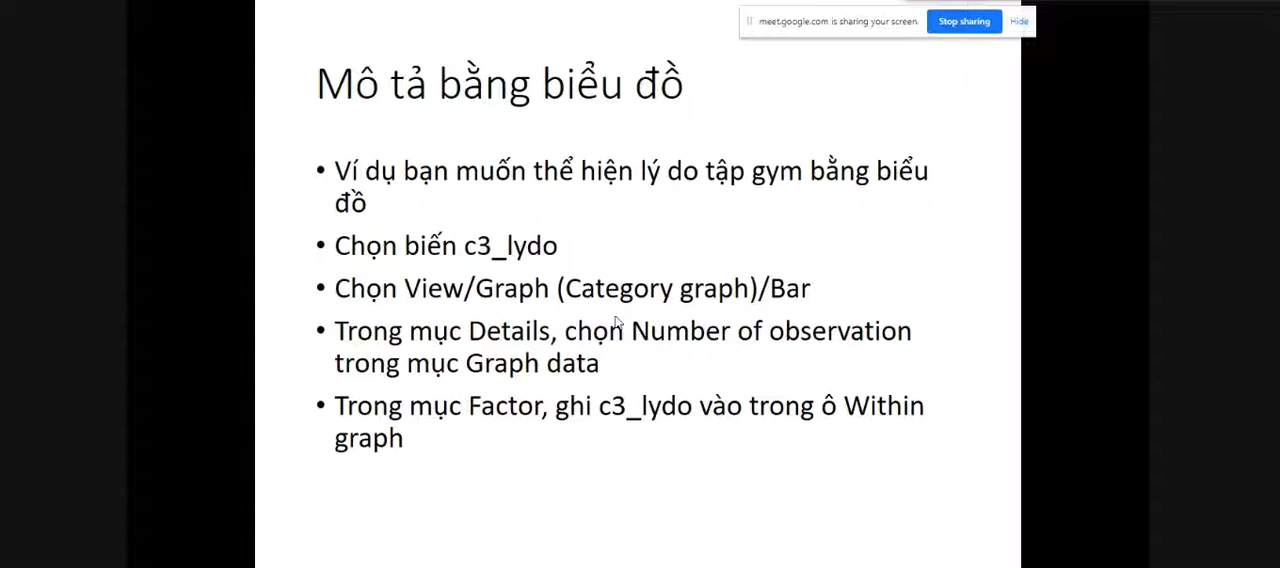 meet.google.com is sharing your screen.
Stop sharing
Hide
Mô tả bằng biểu đồ
• Ví dụ bạn muốn thể hiện lý do tập gym bằng biểu
đồ
• Chọn biến c3_lydo
• Chọn View/Graph (Category graph)/Bar
• Trong mục Details, chọn Number of observation
trong mục Graph data
• Trong mục Factor, ghi c3_lydo vào trong ô Within
graph